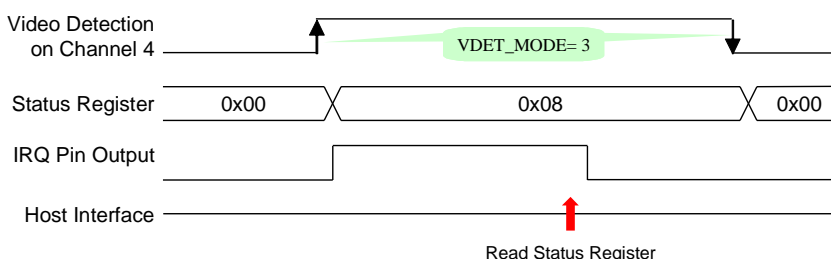 Video Detection
on Channel 4
VDET_MODE= 3
Status Register
0x00
0x08
0x00
IRQ Pin Output
Host Interface
Read Status Register